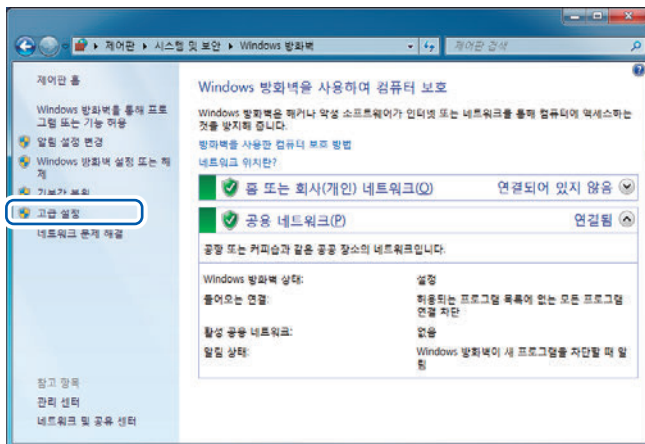 제어판 ▸ 시스템 및 보안 ▸ Windows 방화벽
제어판 검색
제어판 홈
Windows 방화벽을 통해 프로
그램 또는 기능 허용
알림 설정 변경
Windows 방화벽 설정 또는 해
제
기본값 복원
고급 설정
네트워크 문제 해결
참고 항목
관리 센터
네트워크 및 공유 센터
Windows 방화벽을 사용하여 컴퓨터 보호
Windows 방화벽은 해커나 악성 소프트웨어가 인터넷 또는 네트워크를 통해 컴퓨터에 액세스하는
것을 방지해 줍니다.
방화벽을 사용한 컴퓨터 보호 방법
네트워크 위치란?
홈 또는 회사(개인) 네트워크(O) 연결되어 있지 않음
공용 네트워크(P) 연결됨
공항 또는 커피숍과 같은 공공 장소의 네트워크입니다.
Windows 방화벽 상태: 설정
들어오는 연결: 허용되는 프로그램 목록에 없는 모든 프로그램
연결 차단
활성 공용 네트워크: 없음
알림 상태: Windows 방화벽이 새 프로그램을 차단할 때 알
림